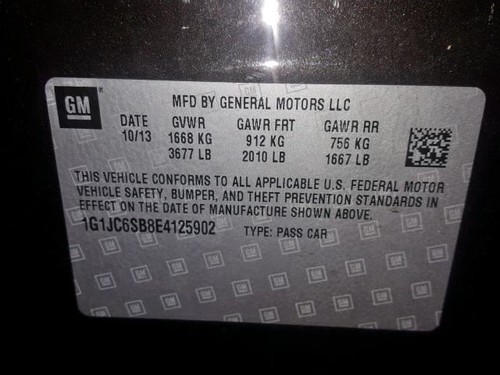 GM
MFD BY GENERAL MOTORS LLC
DATE GVWR GAWR FRT GAWR RR
10/13 1668 KG 912 KG 756 KG
3677 LB 2010 LB 1667 LB
THIS VEHICLE CONFORMS TO ALL APPLICABLE U.S. FEDERAL MOTOR
VEHICLE SAFETY, BUMPER, AND THEFT PREVENTION STANDARDS IN
EFFECT ON THE DATE OF MANUFACTURE SHOWN ABOVE.
1G1JC6SB8E4125902 TYPE: PASS CAR